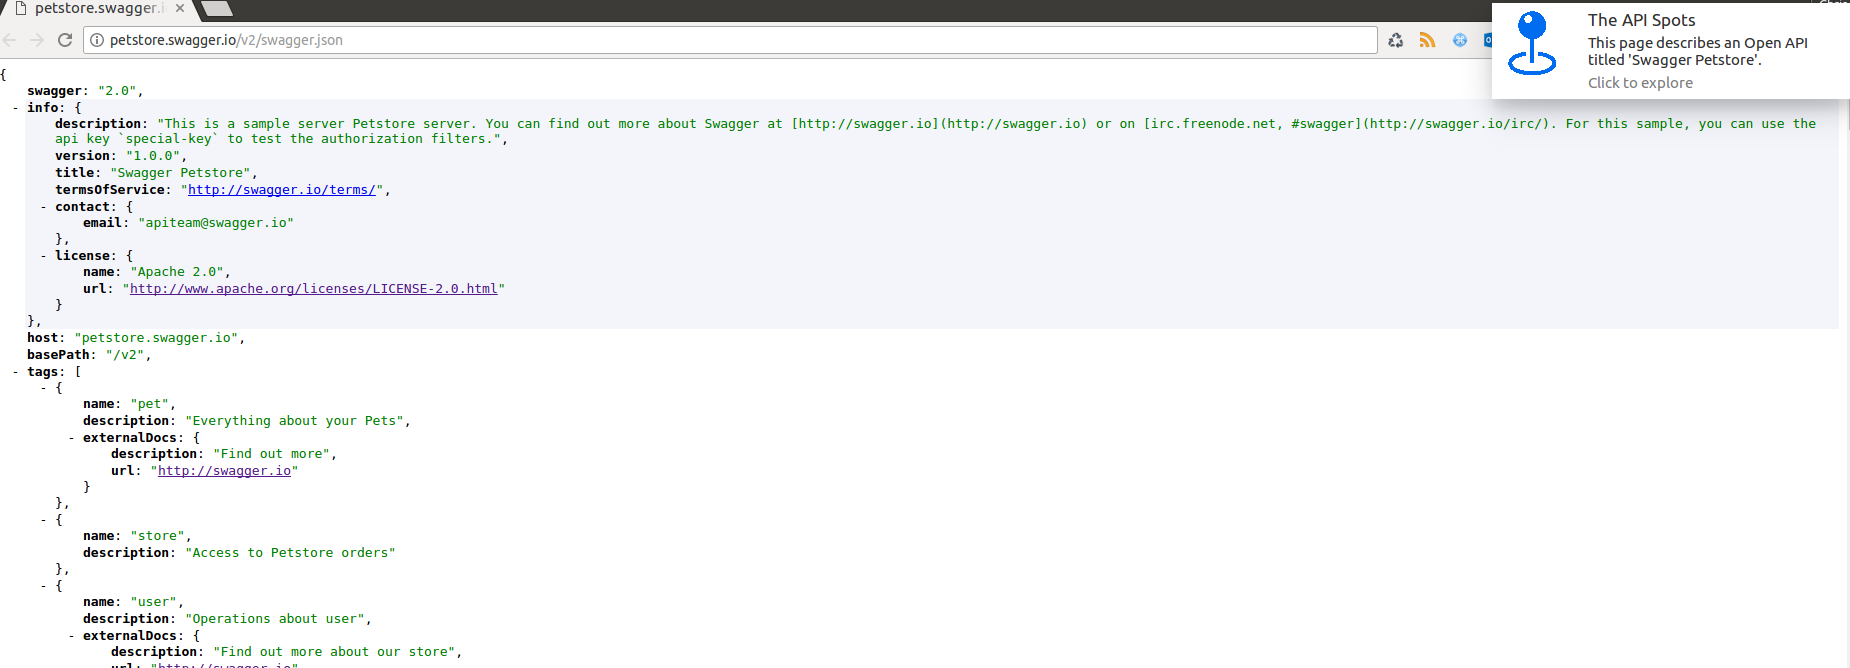 petstore.swagger.i
petstore.swagger.io/v2/swagger.json
The API Spots
This page describes an Open API
titled 'Swagger Petstore'.
Click to explore
{
swagger: "2.0",
- info: {
description: "This is a sample server Petstore server. You can find out more about Swagger at [http://swagger.io](http://swagger.io) or on [irc.freenode.net, #swagger](http://swagger.io/irc/). For this sample, you can use the
api key `special-key` to test the authorization filters.",
version: "1.0.0",
title: "Swagger Petstore",
termsOfService: "http://swagger.io/terms/",
- contact: {
email: "apiteam@swagger.io"
},
- license: {
name: "Apache 2.0",
url: "http://www.apache.org/licenses/LICENSE-2.0.html"
}
},
host: "petstore.swagger.io",
basePath: "/v2",
- tags: [
- {
name: "pet",
description: "Everything about your Pets",
- externalDocs: {
description: "Find out more",
url: "http://swagger.io"
}
},
- {
name: "store",
description: "Access to Petstore orders"
},
- {
name: "user",
description: "Operations about user",
- externalDocs: {
description: "Find out more about our store",
url: "http://swagger.io"